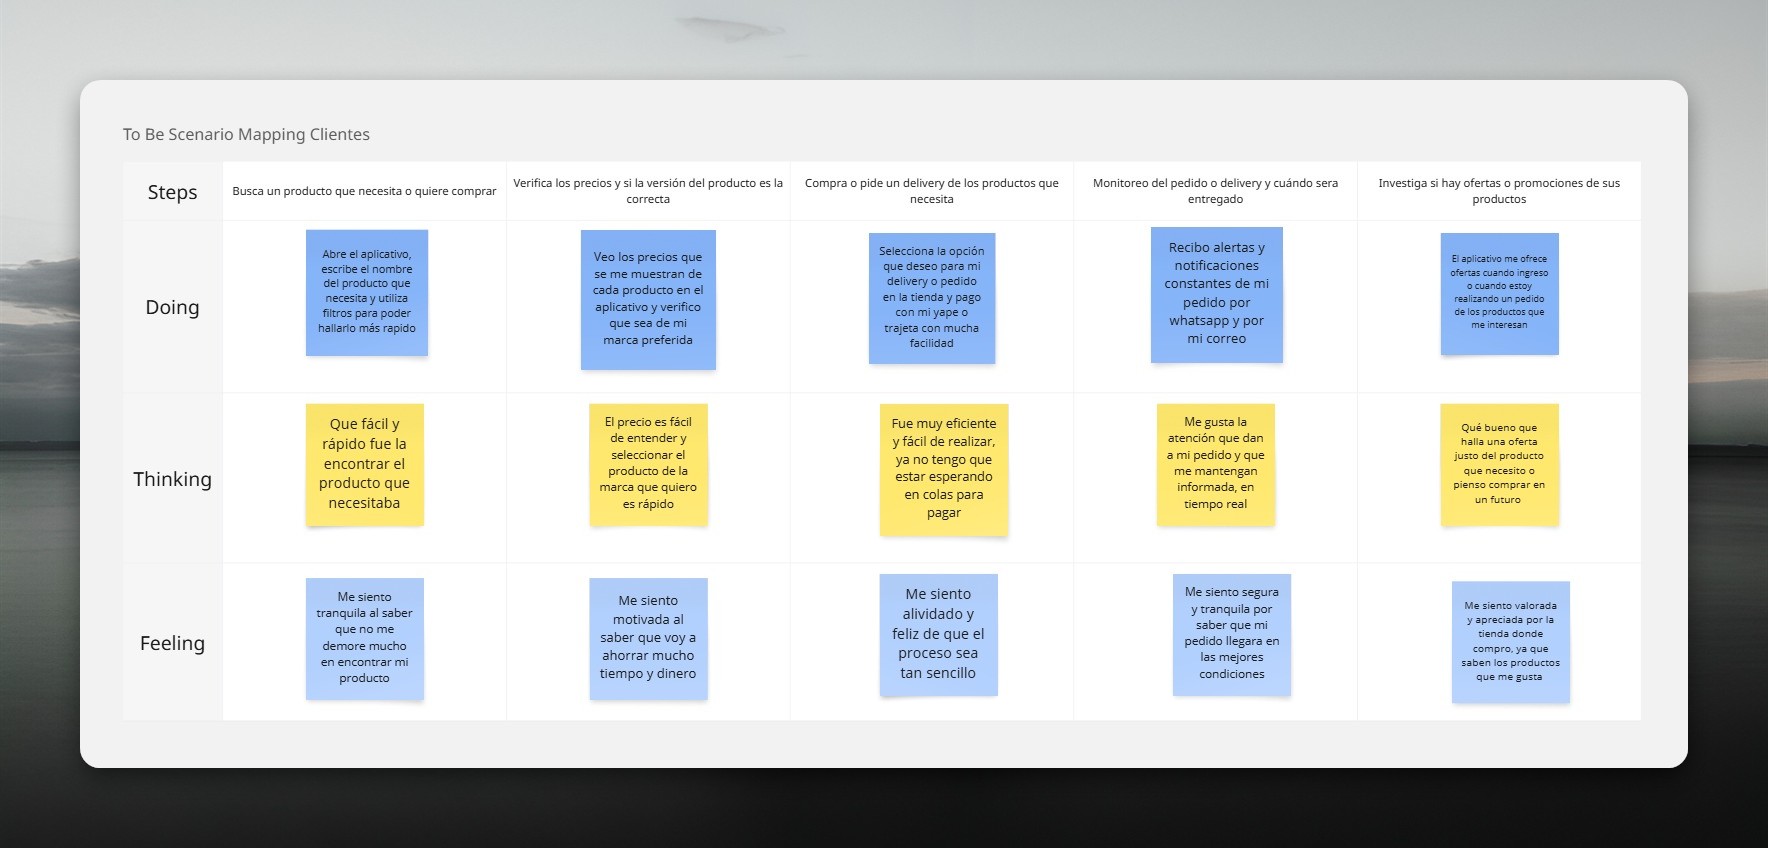 To Be Scenario Mapping Clientes
Steps
Busca un producto que necesita o quiere comprar
Verifica los precios y si la versión del producto es la
correcta
Compra o pide un delivery de los productos que
necesita
Monitoreo del pedido o delivery y cuándo sera
entregado
Investiga si hay ofertas o promociones de sus
productos
Doing
Abre el aplicativo,
escribe el nombre
del producto que
necesita y utiliza
filtros para poder
hallarlo más rapido
Veo los precios que
se me muestran de
cada producto en el
aplicativo y verifico
que sea de mi
marca preferida
Selecciona la opción
que deseo para mi
delivery o pedido
en la tienda y pago
con mi yape o
trajeta con mucha
facilidad
Recibo alertas y
notificaciones
constantes de mi
pedido por
whatsapp y por
mi correo
El aplicativo me ofrece
ofertas cuando ingreso
o cuando estoy
realizando un pedido
de los productos que
me interesan
Thinking
Que fácil y
rápido fue la
encontrar el
producto que
necesitaba
El precio es fácil
de entender y
seleccionar el
producto de la
marca que quiero
es rápido
Fue muy eficiente
y fácil de realizar,
ya no tengo que
estar esperando
en colas para
pagar
Me gusta la
atención que dan
a mi pedido y que
me mantengan
informada, en
tiempo real
Qué bueno que
halla una oferta
justo del producto
que necesito o
pienso comprar en
un futuro
Feeling
Me siento
tranquila al saber
que no me
demore mucho
en encontrar mi
producto
Me siento
motivada al
saber que voy a
ahorrar mucho
tiempo y dinero
Me siento
alividado y
feliz de que el
proceso sea
tan sencillo
Me siento segura
y tranquila por
saber que mi
pedido llegara en
las mejores
condiciones
Me siento valorada
y apreciada por la
tienda donde
compro, ya que
saben los productos
que me gusta